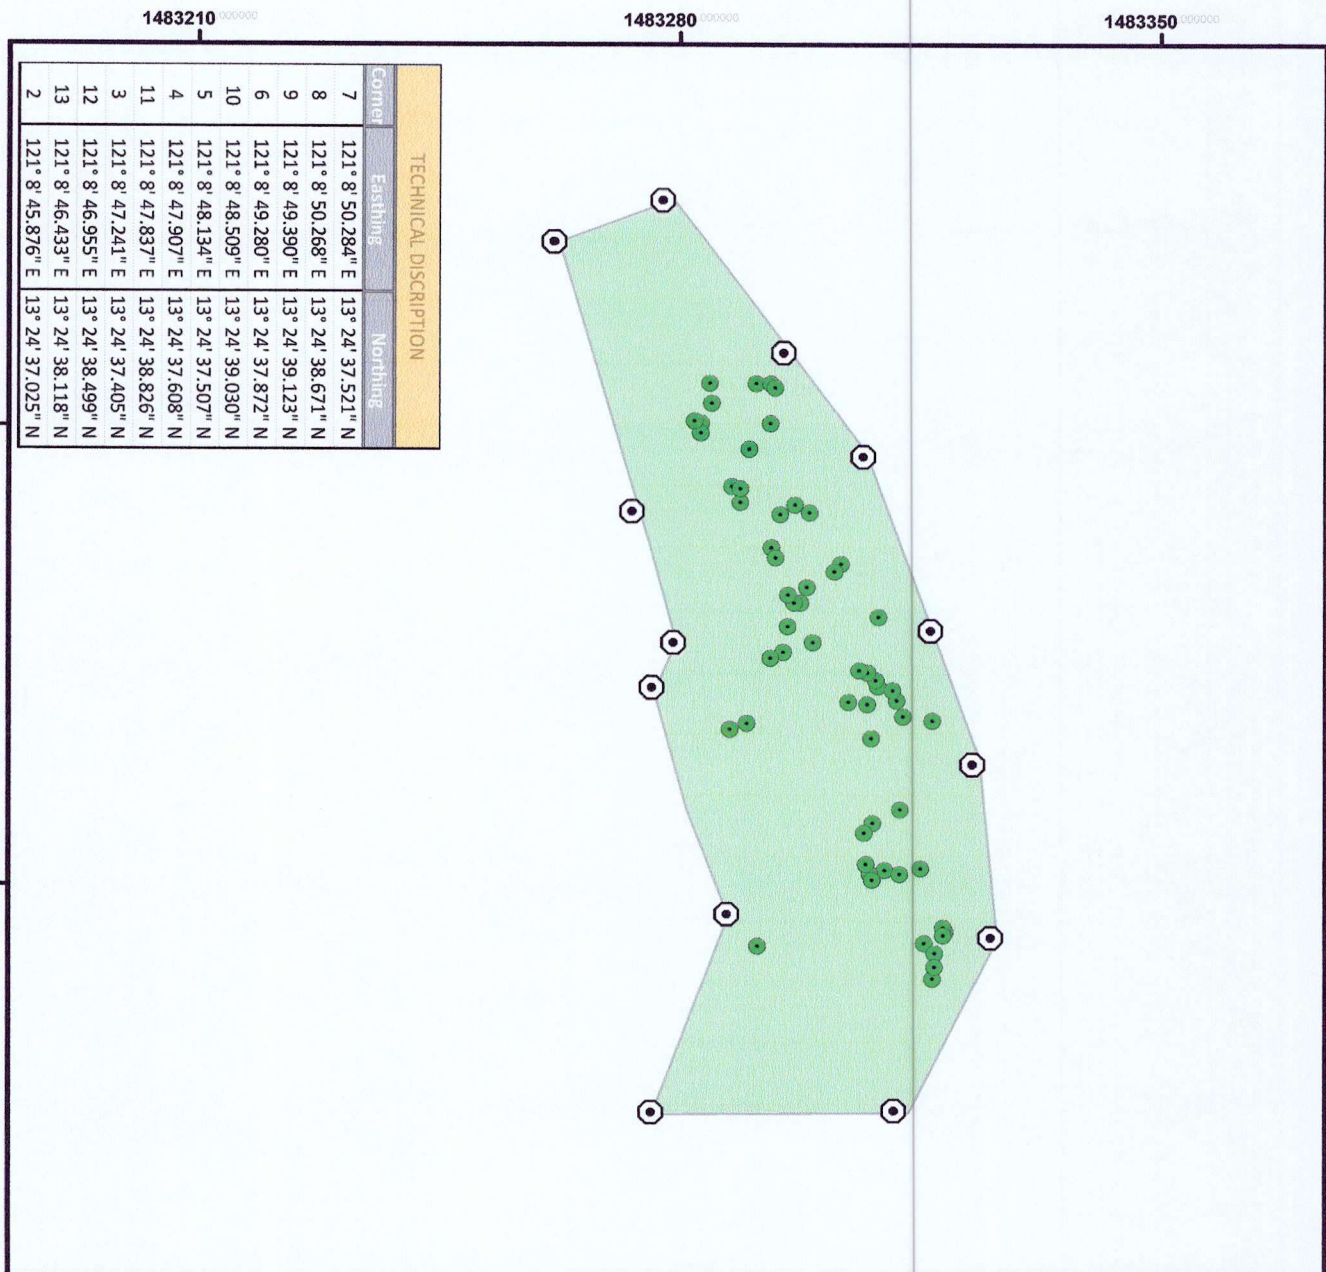 1483210.000000
1483280.000000
1483350.000000
TECHNICAL DISCRIPTION
Corner Easthing Northing
7 121° 8' 50.284" E 13° 24' 37.521" N
8 121° 8' 50.268" E 13° 24' 38.671" N
9 121° 8' 49.390" E 13° 24' 39.123" N
6 121° 8' 49.280" E 13° 24' 37.872" N
10 121° 8' 48.509" E 13° 24' 39.030" N
5 121° 8' 48.134" E 13° 24' 37.507" N
4 121° 8' 47.907" E 13° 24' 37.608" N
11 121° 8' 47.837" E 13° 24' 38.826" N
3 121° 8' 47.241" E 13° 24' 37.405" N
12 121° 8' 46.955" E 13° 24' 38.499" N
13 121° 8' 46.433" E 13° 24' 38.118" N
2 121° 8' 45.876" E 13° 24' 37.025" N